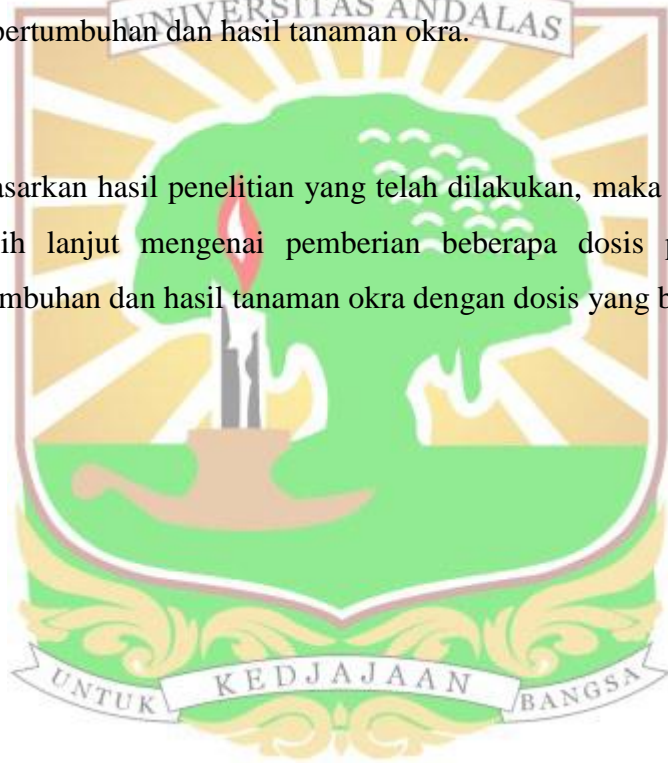 UNIVERSITAS ANDALAS
pertumbuhan dan hasil tanaman okra.
asarkan hasil penelitian yang telah dilakukan, maka
ih lanjut mengenai pemberian beberapa dosis p
mbuhan dan hasil tanaman okra dengan dosis yang b
UNTUK KEDJAJAAN BANGSA